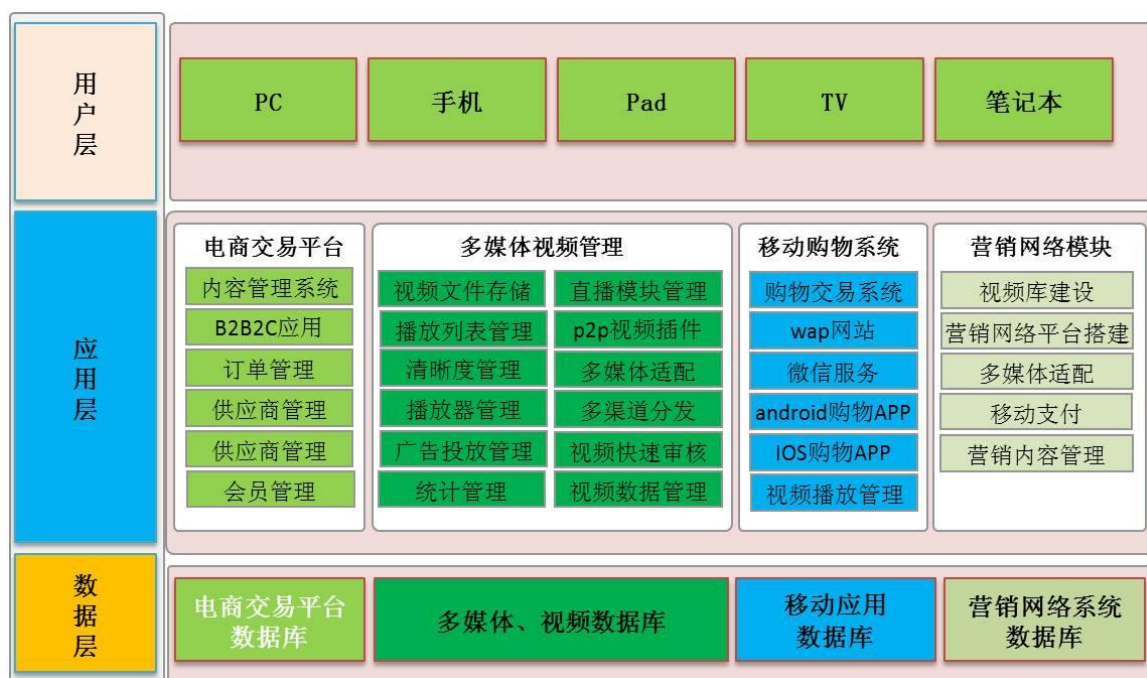 用户层
PC
手机
Pad
TV
笔记本
应用层
电商交易平台
内容管理系统
B2B2C应用
订单管理
供应商管理
供应商管理
会员管理
多媒体视频管理
视频文件存储
直播模块管理
播放列表管理
p2p视频插件
清晰度管理
多媒体适配
播放器管理
多渠道分发
广告投放管理
视频快速审核
统计管理
视频数据管理
移动购物系统
购物交易系统
wap网站
微信服务
android购物APP
IOS购物APP
视频播放管理
营销网络模块
视频库建设
营销网络平台搭建
多媒体适配
移动支付
营销内容管理
数据层
电商交易平台
数据库
多媒体、视频数据库
移动应用
数据库
营销网络系统
数据库